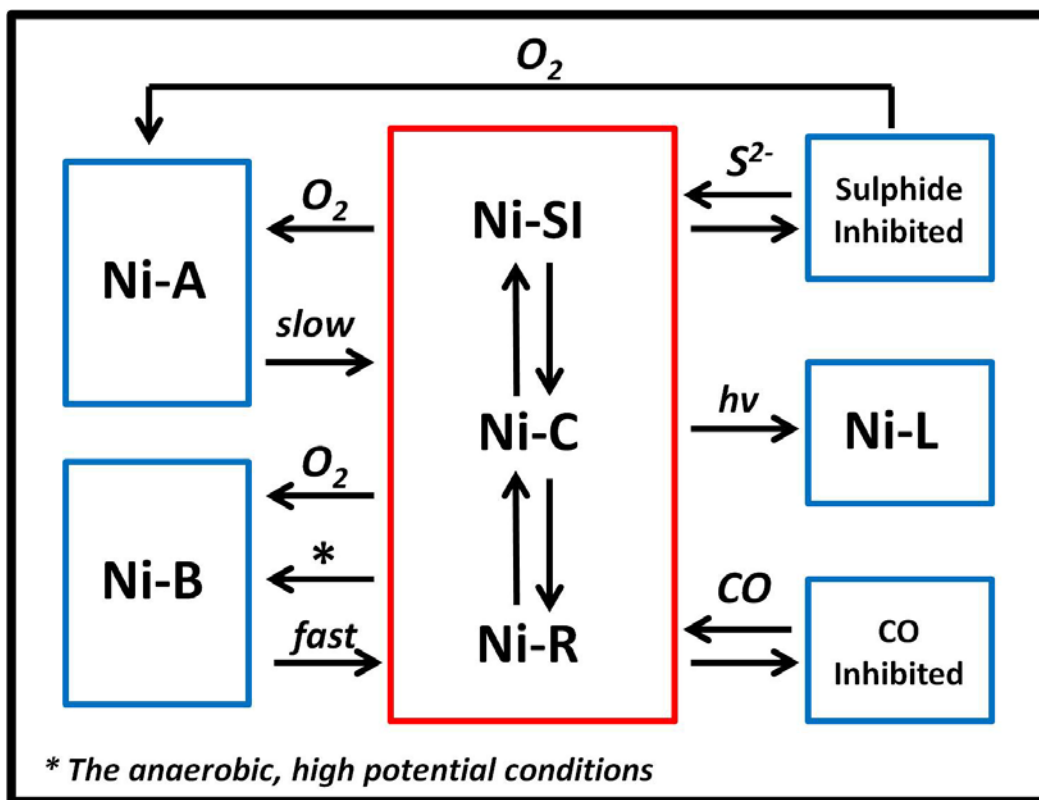 O2
S2-
Sulphide
Inhibited
O2
Ni-SI
Ni-A
slow
hν
Ni-C
Ni-L
O2
*
Ni-B
CO
fast
Ni-R
CO
Inhibited
* The anaerobic, high potential conditions